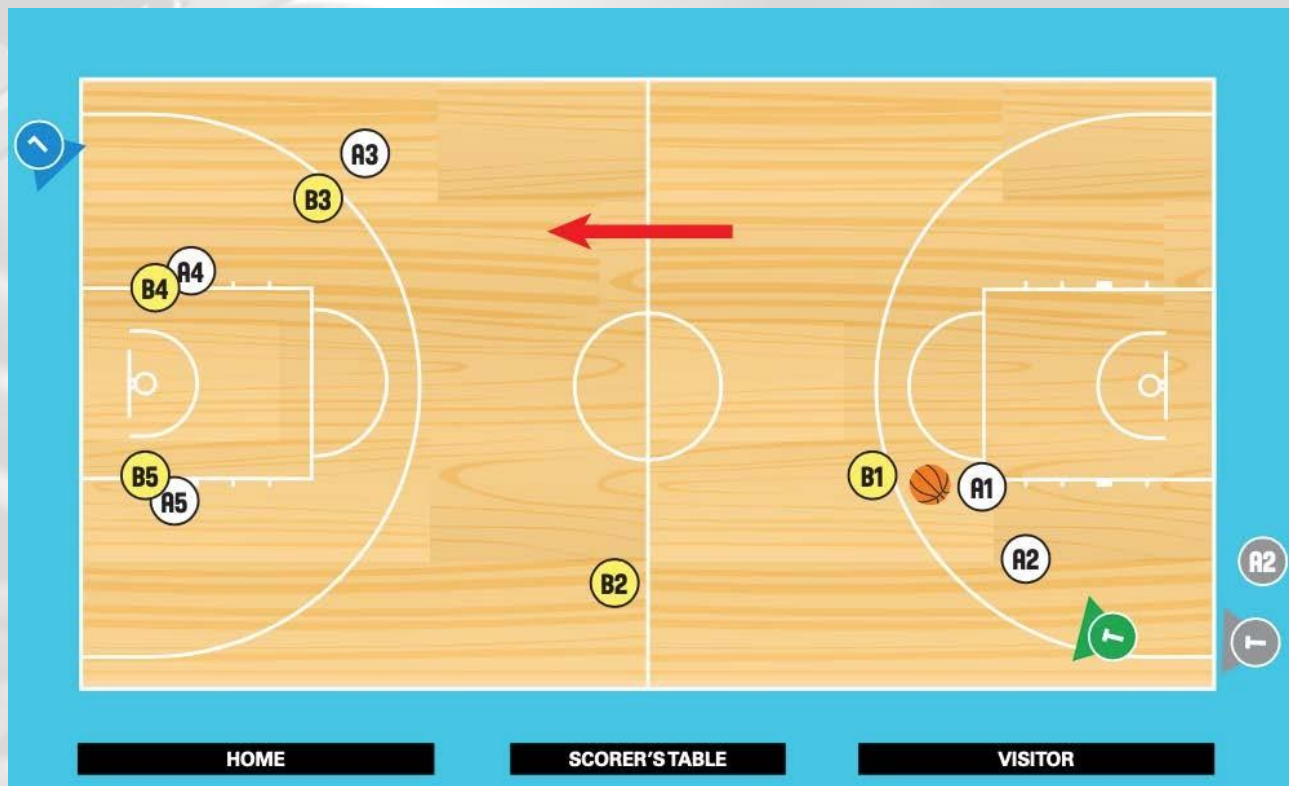 L
A3
B3
A4
B4
B5
A5
B1
A1
A2
B2
A2
T
T
HOME
SCORER'S TABLE
VISITOR